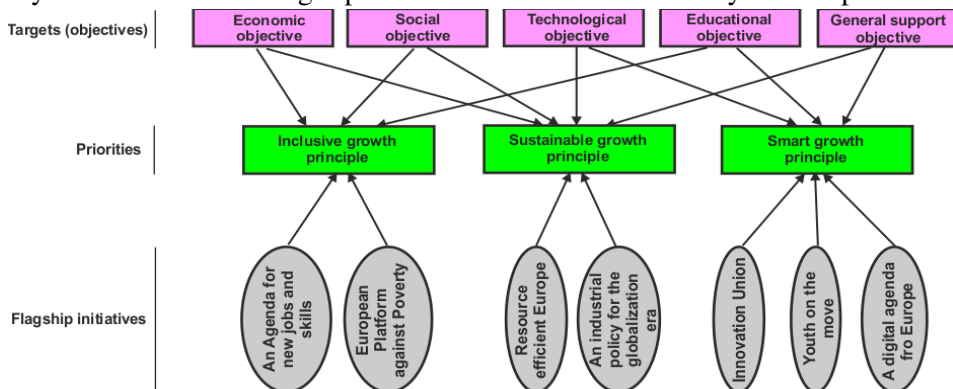 Targets (objectives)
Economic
objective
Social
objective
Technological
objective
Educational
objective
General support
objective
Priorities
Inclusive growth
principle
Sustainable growth
principle
Smart growth
principle
Flagship initiatives
An Agenda for
new jobs and
skills
European
Platform
against Poverty
Resource
efficient Europe
An industrial
policy for the
globalization
era
Innovation Union
Youth on the
move
A digital agenda
fro Europe